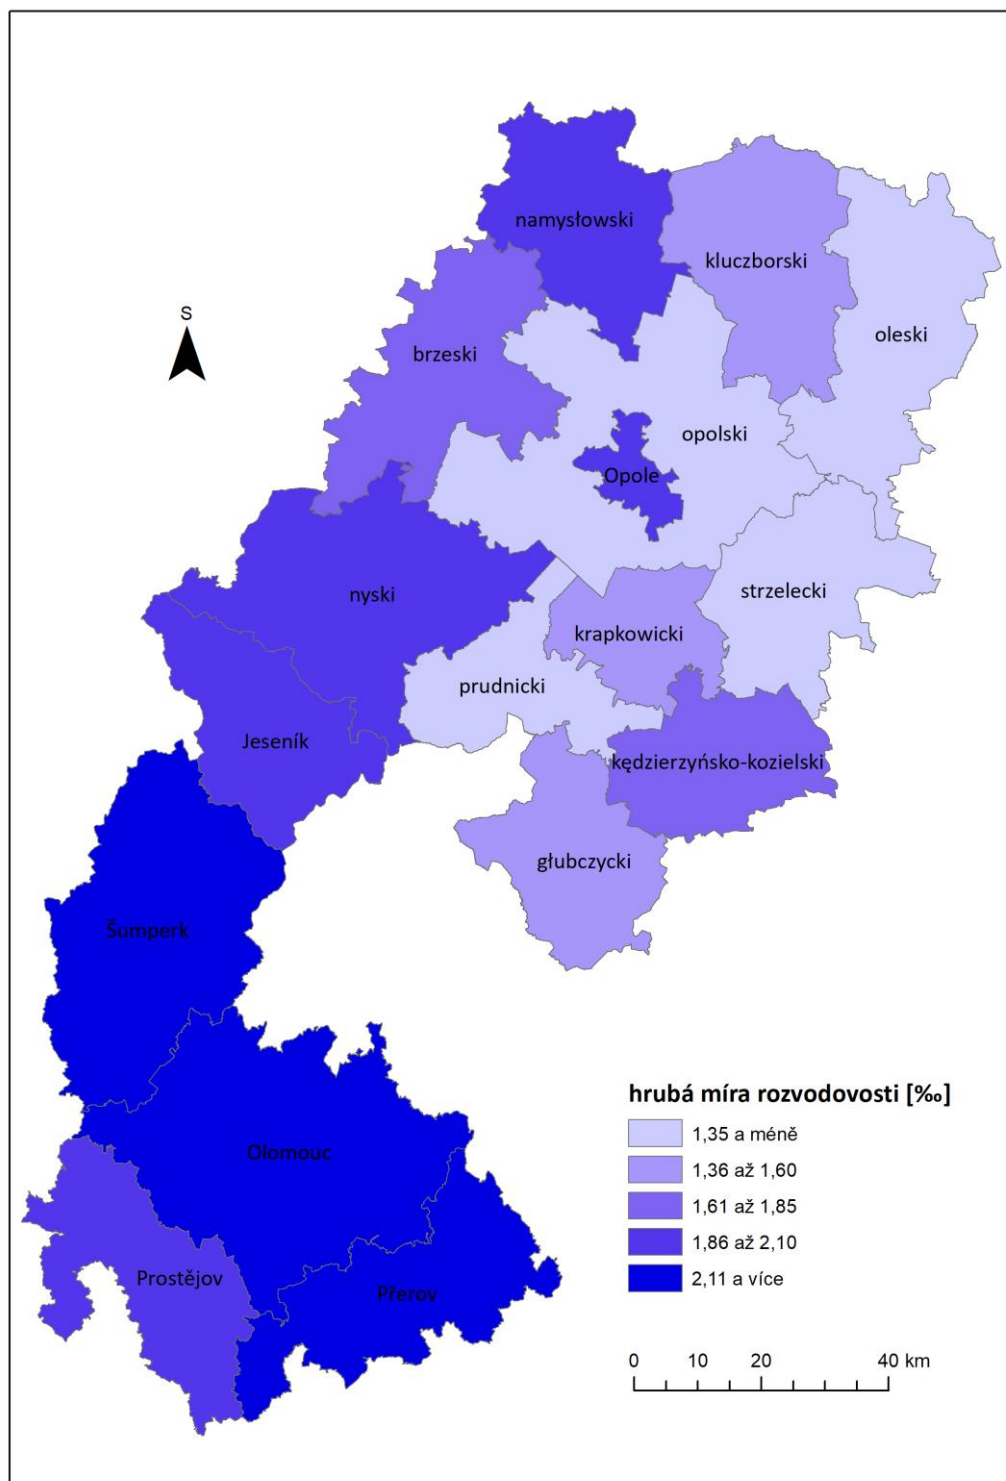 namysłowski
kluczborski
S
oleski
brzeski
opolski
Opole
nyski
strzelecki
krapkowicki
prudnicki
Jeseník
kędzierzyńsko-kozielski
głubczycki
Šumperk
Olomouc
Prostějov
Přerov
hrubá míra rozvodovosti [‰]
1,35 a méně
1,36 až 1,60
1,61 až 1,85
1,86 až 2,10
2,11 a více
0 10 20 40 km